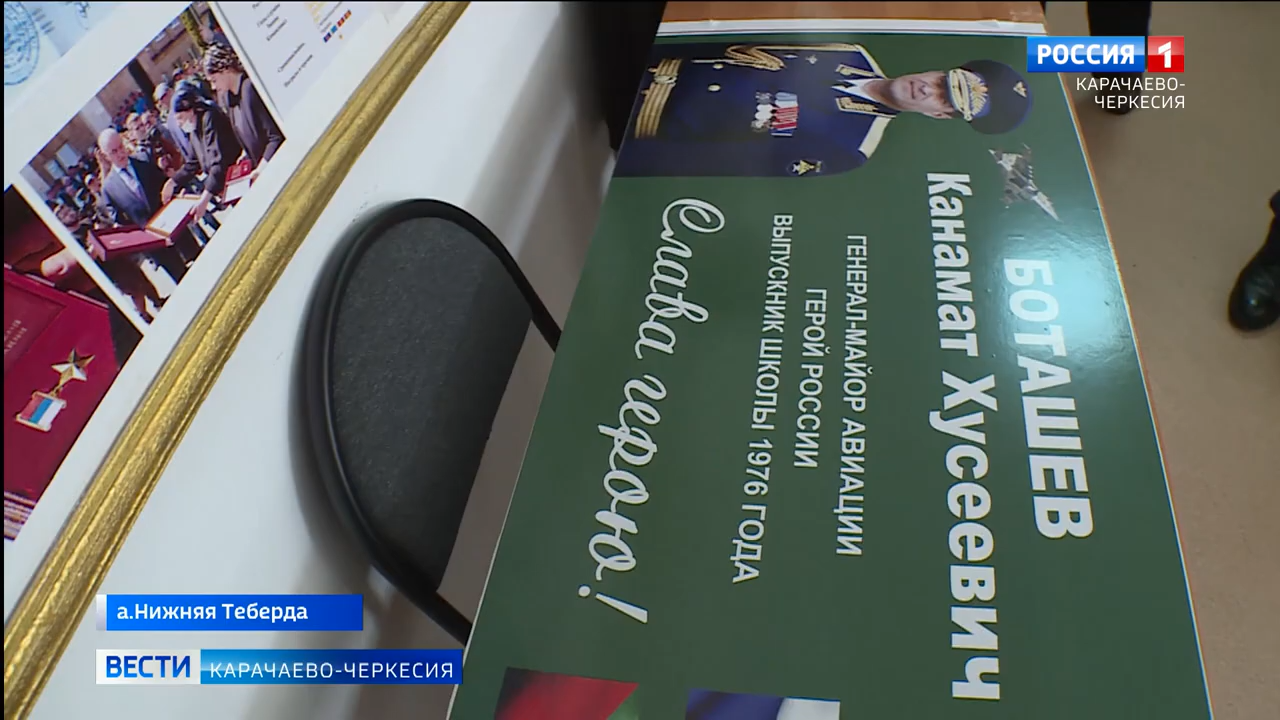 РОССИЯ 1
КАРАЧАЕВО-
ЧЕРКЕСИЯ
БОТАШЕВ
Канамат Хусеевич
ГЕНЕРАЛ-МАЙОР АВИАЦИИ
ГЕРОЙ РОССИИ
ВЫПУСКНИК ШКОЛЫ 1976 ГОДА
Слава герою!
а.Нижняя Теберда
ВЕСТИ КАРАЧАЕВО-ЧЕРКЕСИЯ